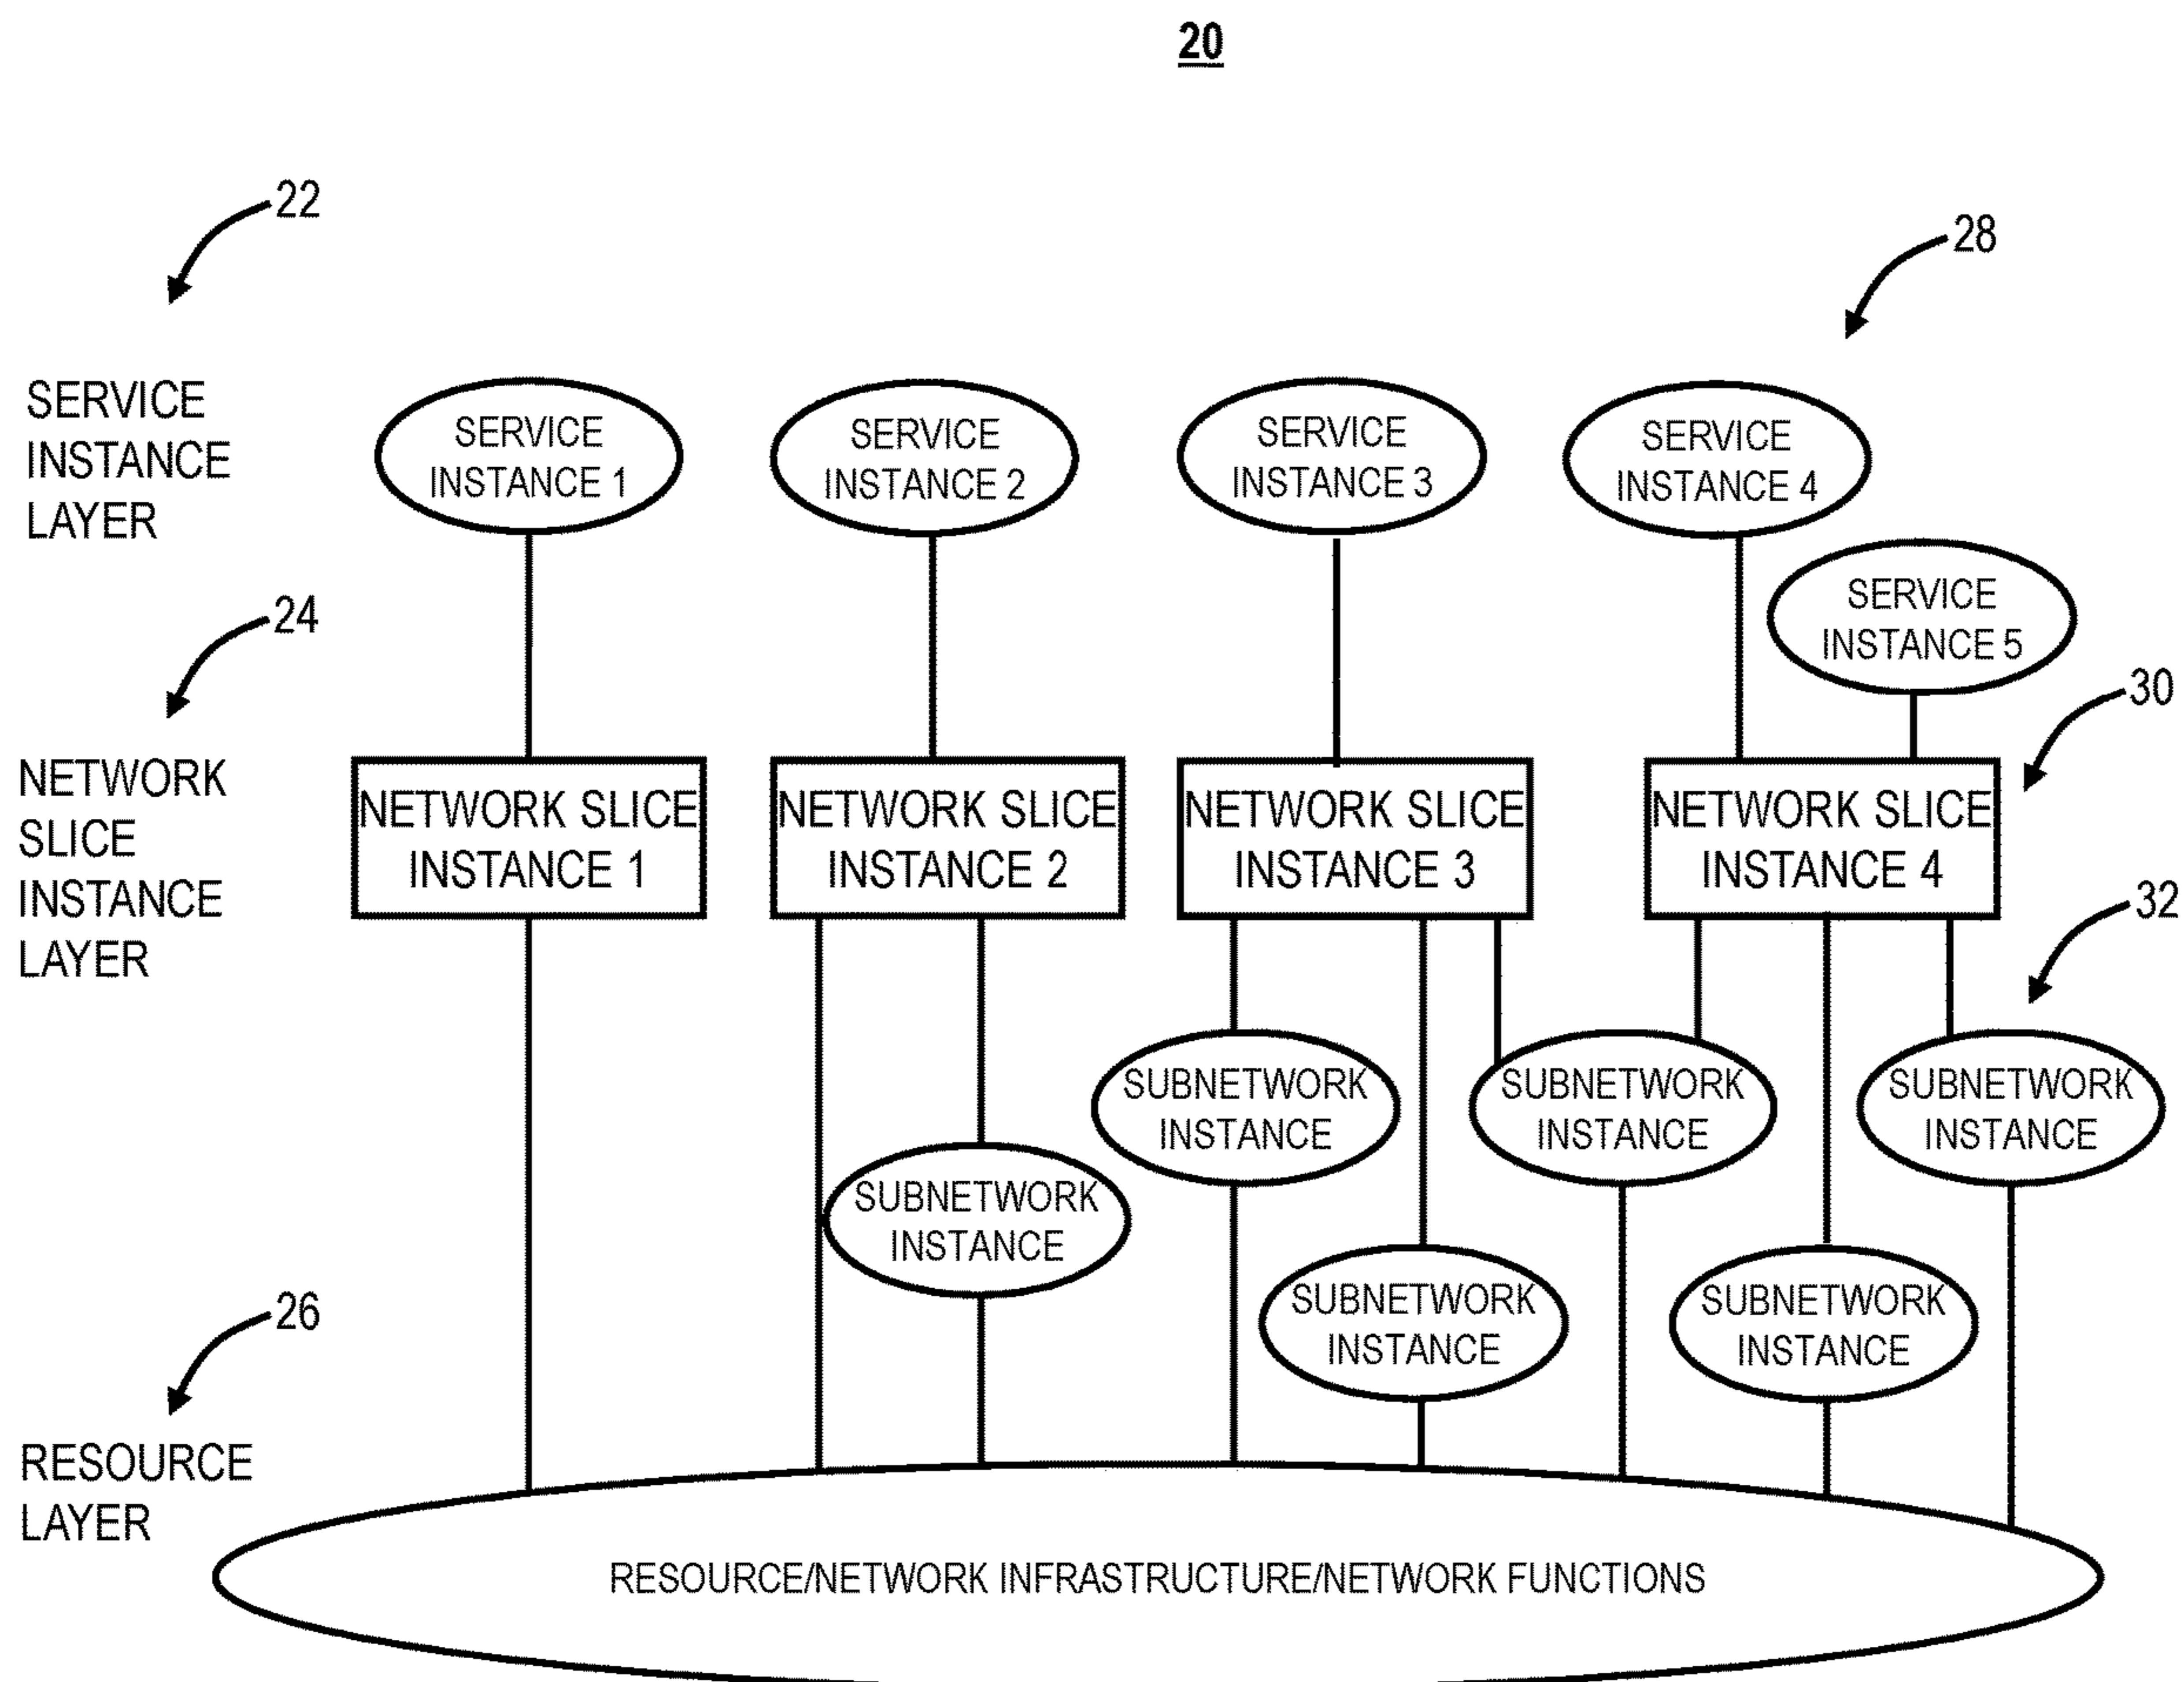 20
22
28
SERVICE
INSTANCE
LAYER
SERVICE
INSTANCE 1
SERVICE
INSTANCE 2
SERVICE
INSTANCE 3
SERVICE
INSTANCE 4
SERVICE
INSTANCE 5
24
30
NETWORK
SLICE
INSTANCE
LAYER
NETWORK SLICE
INSTANCE 1
NETWORK SLICE
INSTANCE 2
NETWORK SLICE
INSTANCE 3
NETWORK SLICE
INSTANCE 4
32
SUBNETWORK
INSTANCE
SUBNETWORK
INSTANCE
SUBNETWORK
INSTANCE
SUBNETWORK
INSTANCE
SUBNETWORK
INSTANCE
SUBNETWORK
INSTANCE
26
RESOURCE
LAYER
RESOURCE/NETWORK INFRASTRUCTURE/NETWORK FUNCTIONS